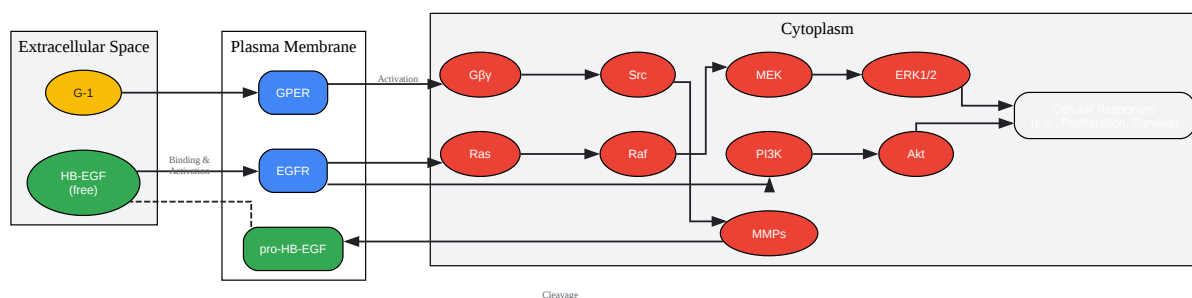 Extracellular Space
G-1
HB-EGF
(free)
Binding &
Activation
Plasma Membrane
GPER
EGFR
pro-HB-EGF
Activation
Cytoplasm
Gβγ
Src
MEK
ERK1/2
Ras
Raf
PI3K
Akt
MMPs
Cellular Responses
(e.g., Proliferation, Survival)
Cleavage